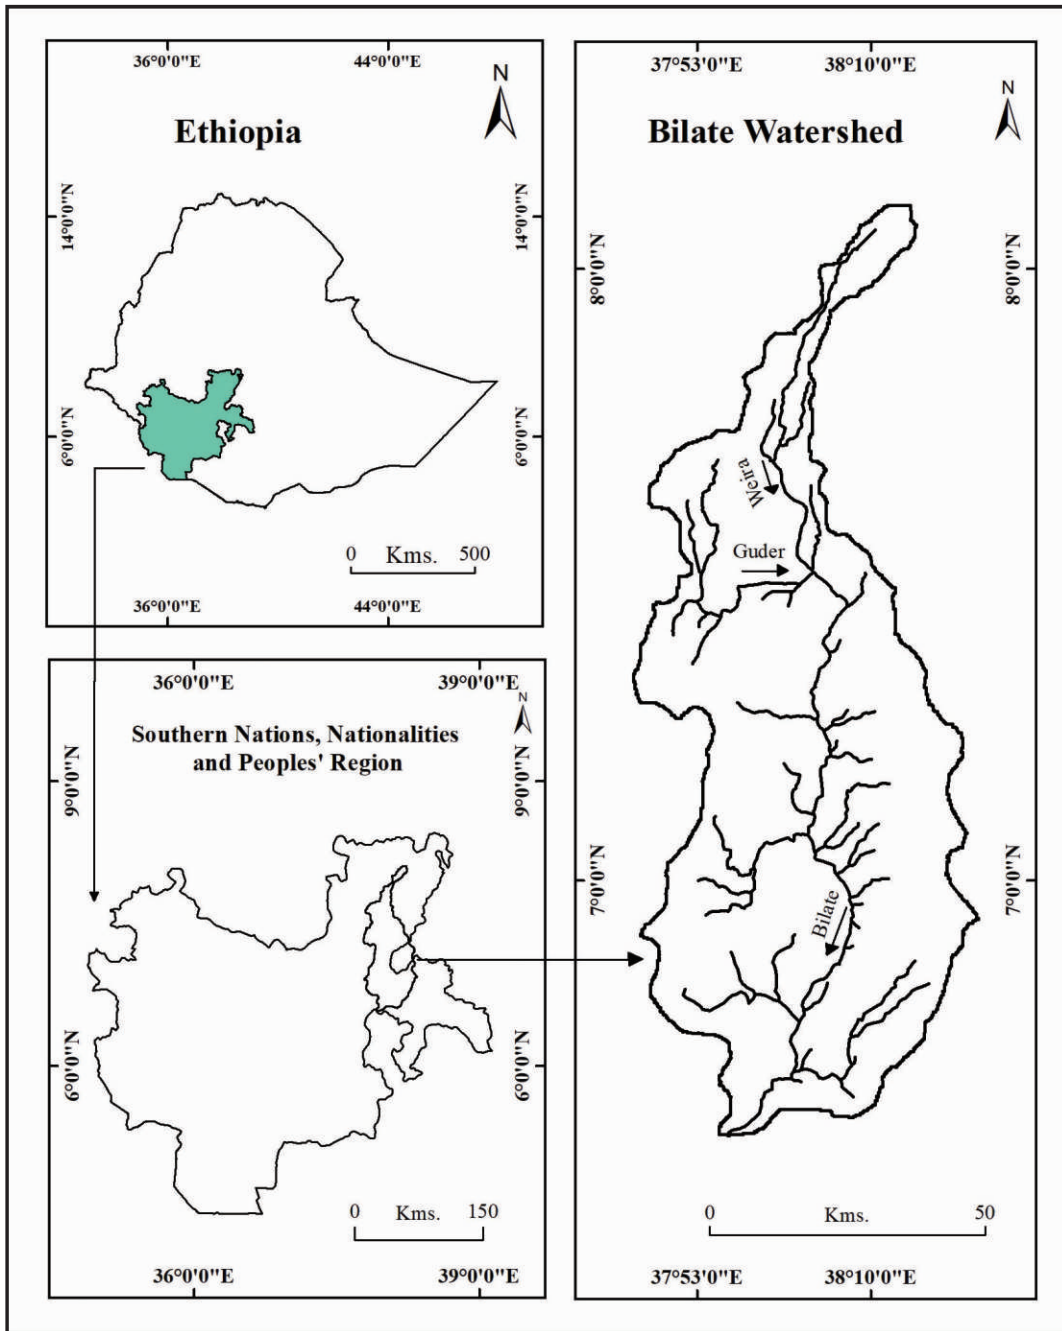 36°0'0"E 44°0'0"E
N
Ethiopia
14°0'0"N 14°0'0"N
6°0'0"N 6°0'0"N
0 Kms. 500
36°0'0"E 44°0'0"E
36°0'0"E 39°0'0"E
N
Southern Nations, Nationalities
and Peoples' Region
9°0'0"N 9°0'0"N
6°0'0"N 6°0'0"N
0 Kms. 150
36°0'0"E 39°0'0"E
37°53'0"E 38°10'0"E
N
Bilate Watershed
8°0'0"N 8°0'0"N
Weira
Guder
7°0'0"N 7°0'0"N
Bilate
0 Kms. 50
37°53'0"E 38°10'0"E